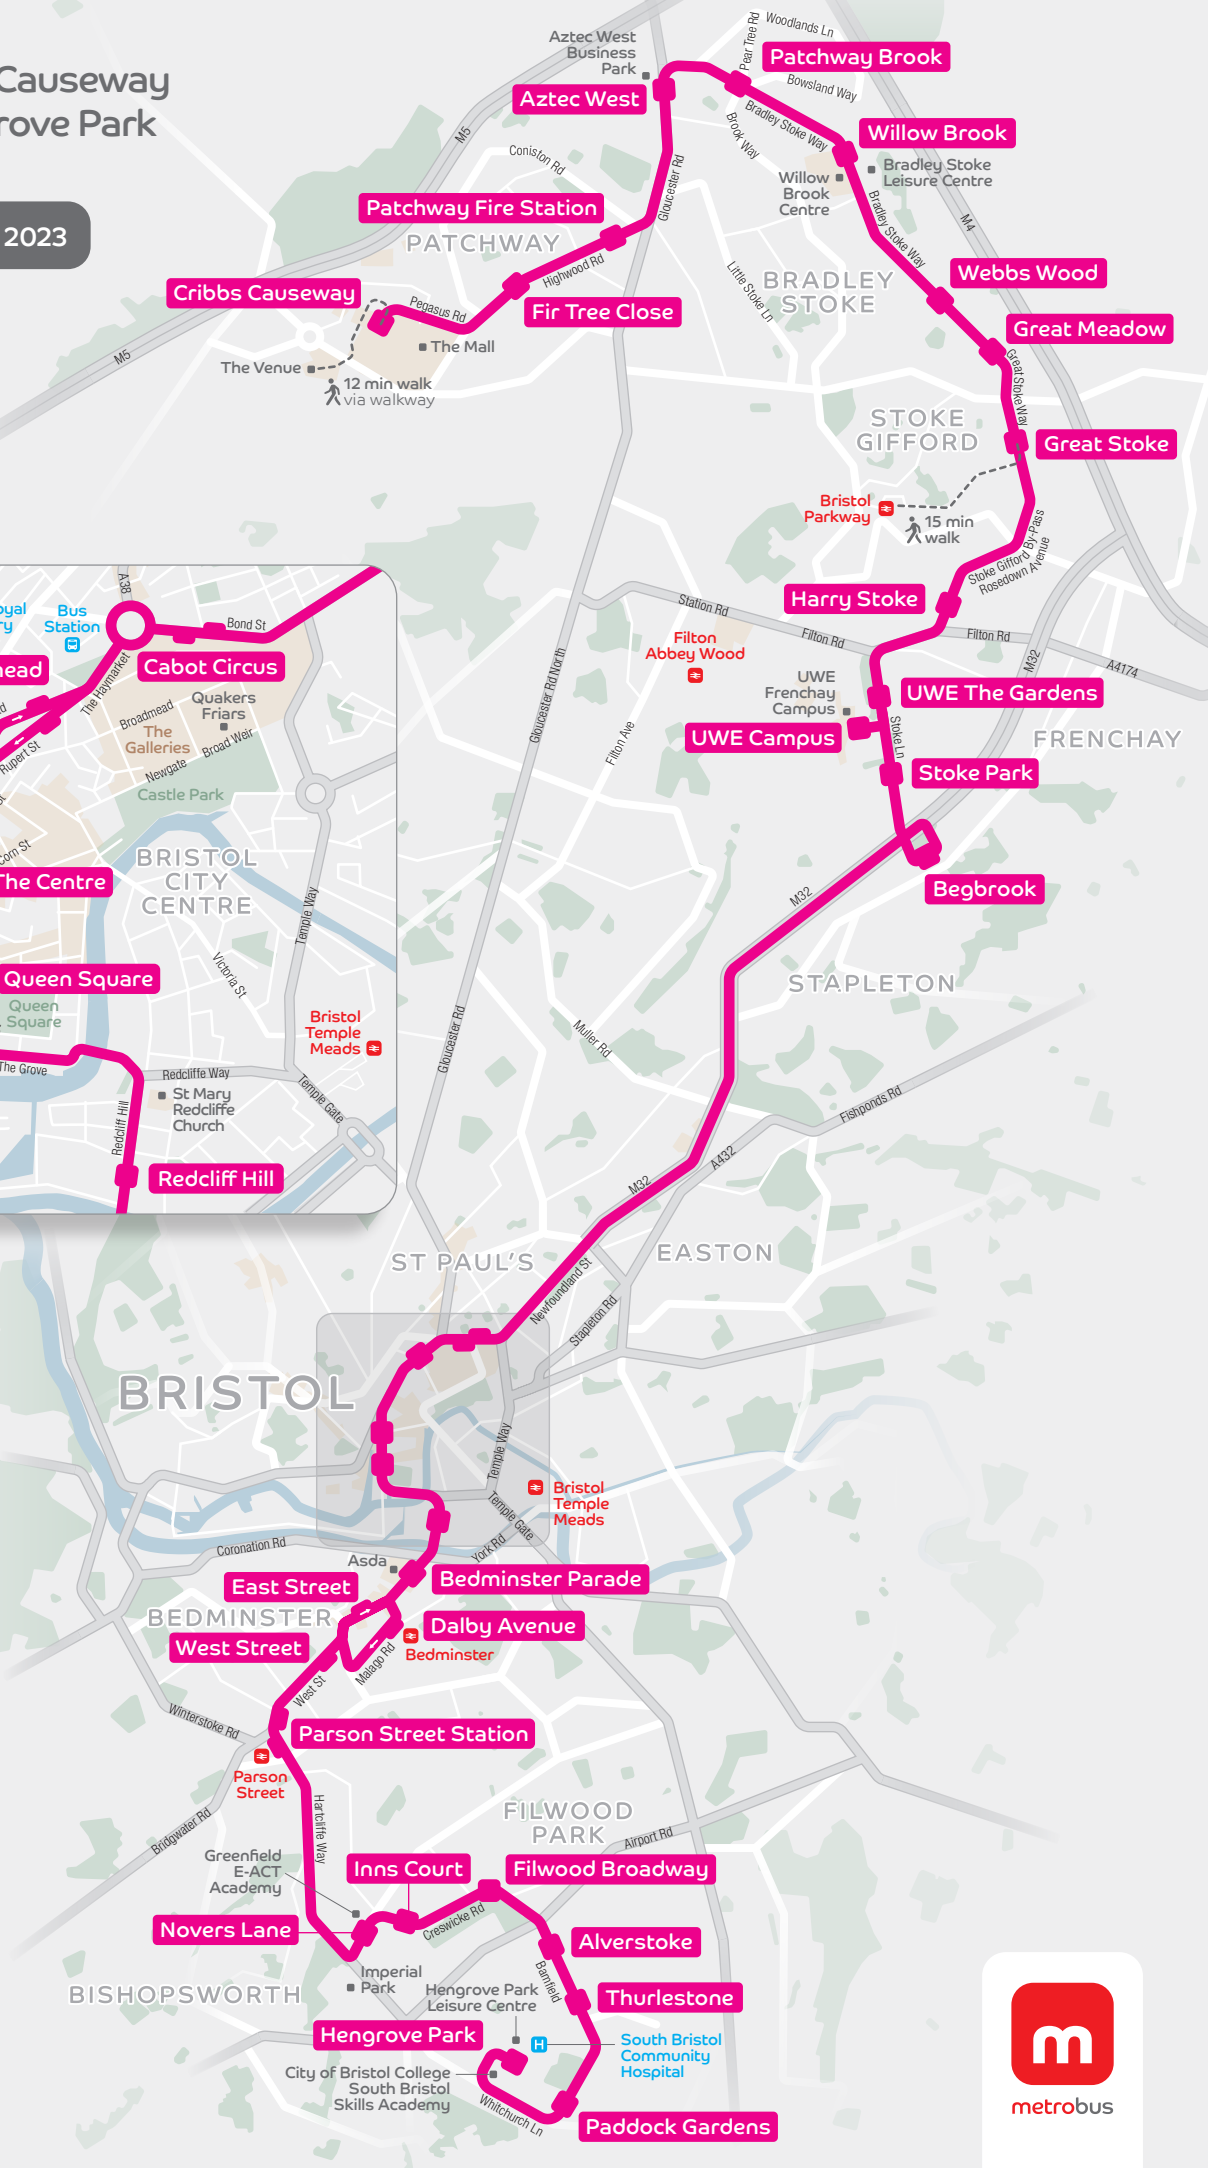 Causeway
rove Park
2023
Aztec West
Business
Park
Aztec West
Pear Tree Rd
Woodlands Ln
Patchway Brook
Bowsland Way
Bradley Stoke Way
Brook Way
Willow Brook
Willow
Brook
Centre
Bradley Stoke
Leisure Centre
M5
Coniston Rd
Gloucester Rd
M4
Patchway Fire Station
PATCHWAY
Highwood Rd
Bradley Stoke Way
Little Stoke Ln
BRADLEY
STOKE
Webbs Wood
Cribbs Causeway
Pegasus Rd
Fir Tree Close
Great Meadow
The Mall
M5
The Venue
12 min walk
via walkway
Great Stoke Way
STOKE
GIFFORD
Great Stoke
Bristol
Parkway
15 min
walk
Stoke Gifford By-Pass
Rosedown Avenue
Harry Stoke
Station Rd
Filton Rd
Filton Rd
M32
A4174
Filton
Abbey Wood
UWE
Frenchay
Campus
UWE The Gardens
UWE Campus
Stoke Ln
FRENCHAY
Gloucester Rd North
Filton Ave
Stoke Park
Begbrook
M32
STAPLETON
A38
oyal
ry
Bus
Station
Bond St
Cabot Circus
head
The Haymarket
Quakers
Friars
Broadmead
The
Galleries
Broad Weir
Rupert St
Newgate
Castle Park
Corn St
BRISTOL
CITY
CENTRE
The Centre
Temple Way
Victoria St
Queen Square
Queen
Square
Bristol
Temple
Meads
The Grove
Redcliffe Way
St Mary
Redcliffe
Church
Temple Gate
Redcliff Hill
Redcliff Hill
Gloucester Rd
Muller Rd
Fishponds Rd
A432
M32
ST PAUL'S
EASTON
Newfoundland St
Stapleton Rd
BRISTOL
Temple Way
Bristol
Temple
Meads
Temple Gate
York Rd
Coronation Rd
Asda
Bedminster Parade
East Street
BEDMINSTER
Dalby Avenue
West Street
Bedminster
Malago Rd
West St
Winterstoke Rd
Parson Street Station
Parson
Street
Bridgwater Rd
Hartcliffe Way
FILWOOD
PARK
Airport Rd
Greenfield
E-ACT
Academy
Inns Court
Filwood Broadway
Novers Lane
Creswicke Rd
Alverstoke
Imperial
Park
Bamfield
BISHOPSWORTH
Hengrove Park
Leisure Centre
Thurlestone
Hengrove Park
H
South Bristol
Community
Hospital
City of Bristol College
South Bristol
Skills Academy
Whitchurch Ln
Paddock Gardens
m
metrobus